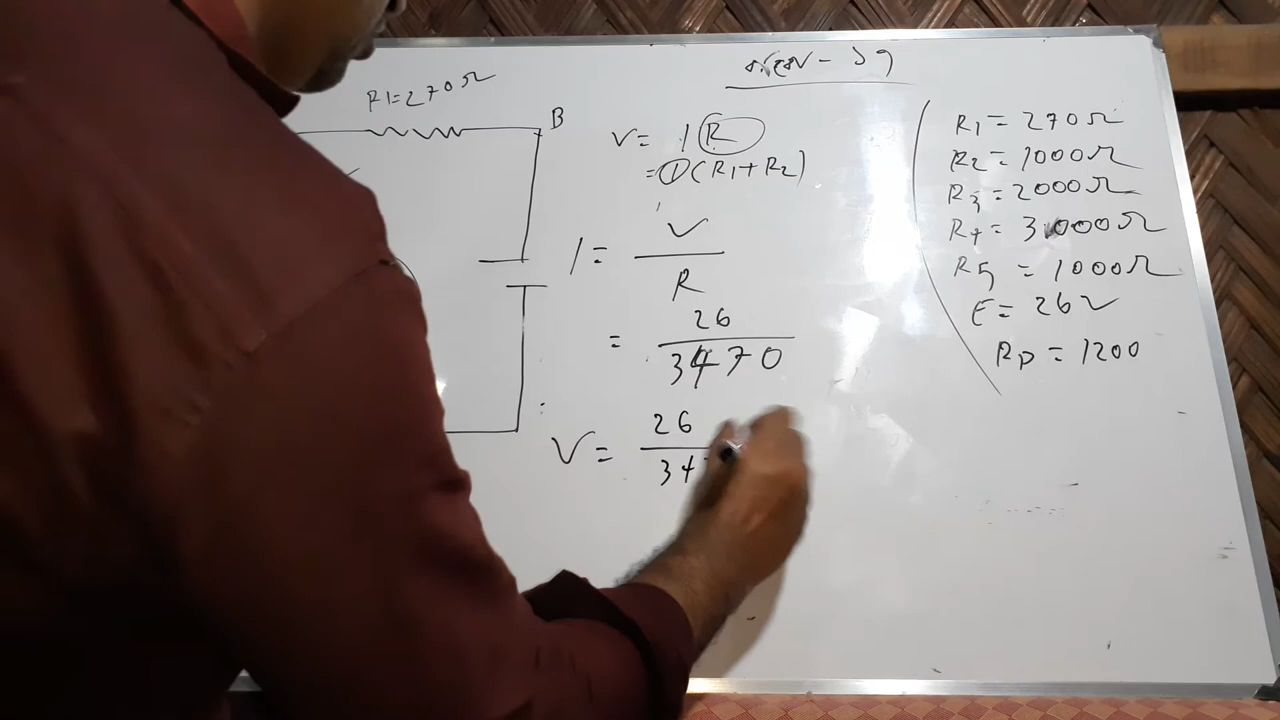 R1=270Ω
B
V= IR
= I(R1+R2)
I= V
R
= 26
3470
V= 26
34
R1 = 270Ω
R2 = 1000Ω
R3 = 2000Ω
R4 = 3000Ω
R5 = 1000Ω
E = 26V
RP = 1200